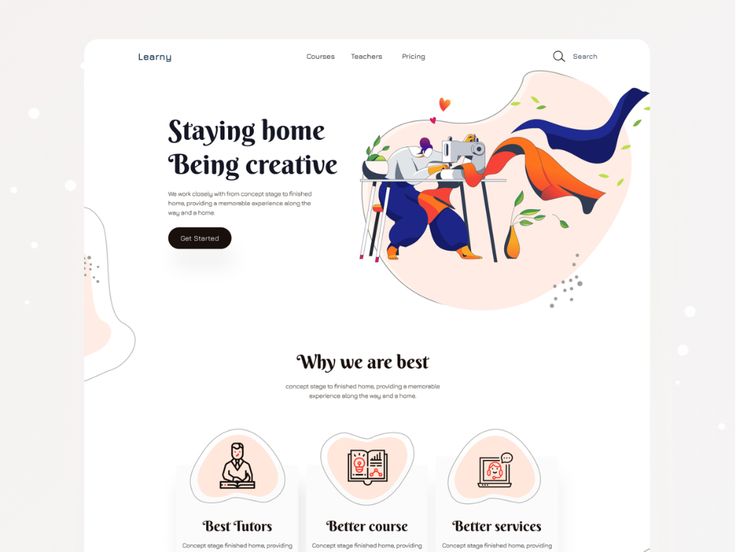 Learny
Courses
Teachers
Pricing
Search
Staying home
Being creative
We work closely with from concept stage to finished
home, providing a memorable experience along the
way and a home.
Get Started
Why we are best
concept stage to finished home, providing a memorable
experience along the way and a home.
Best Tutors
Better course
Better services
Concept stage to finished home, providing
Concept stage to finished home, providing
Concept stage to finished home, providing